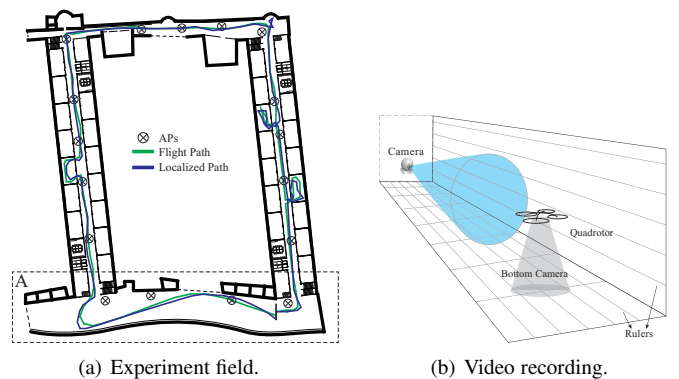 APs
Flight Path
Localized Path
A
(a) Experiment field.
Camera
Quadrotor
Bottom Camera
Rulers
(b) Video recording.